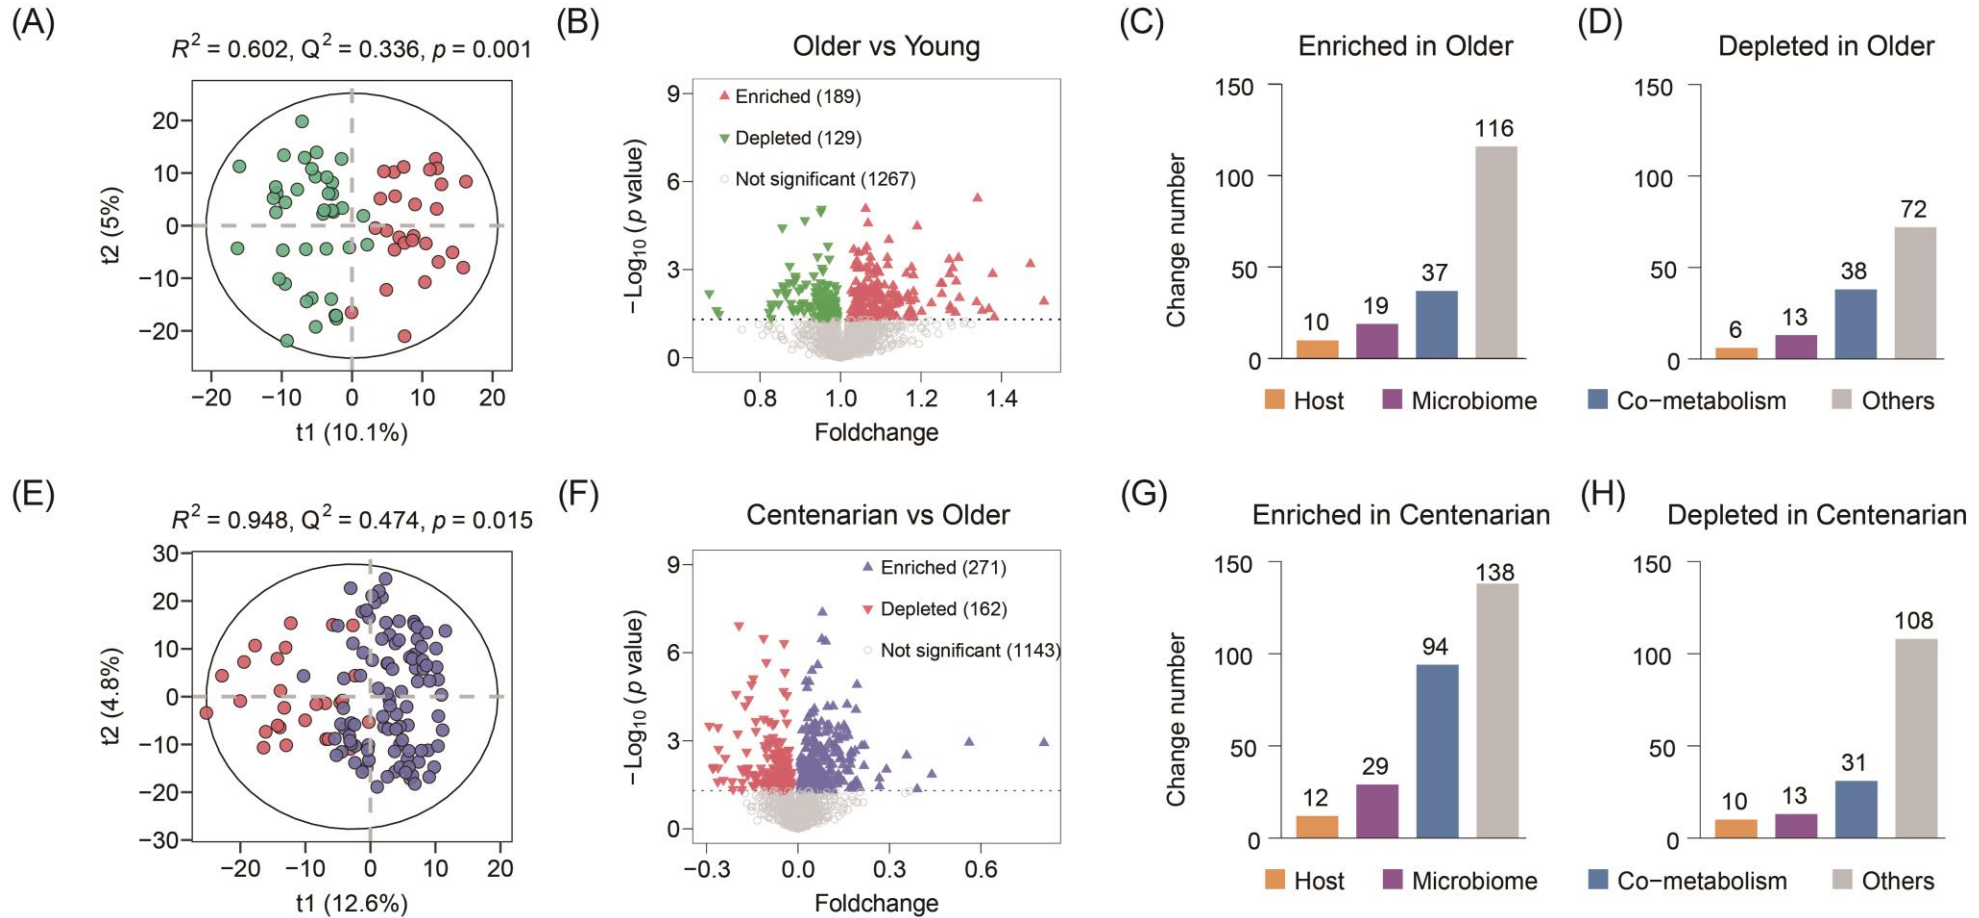 (A)
R² = 0.602, Q² = 0.336, p = 0.001
20
10
0
−10
−20
t2 (5%)
−20 −10 0 10 20
t1 (10.1%)
(B)
Older vs Young
9
6
3
0
−Log₁₀ (p value)
Enriched (189)
Depleted (129)
Not significant (1267)
0.8 1.0 1.2 1.4
Foldchange
(C)
Enriched in Older
150
100
50
0
Change number
10
19
37
116
(D)
Depleted in Older
150
100
50
0
6
13
38
72
Host Microbiome Co−metabolism Others
(E)
R² = 0.948, Q² = 0.474, p = 0.015
30
20
10
0
−10
−20
−30
t2 (4.8%)
−20 −10 0 10 20
t1 (12.6%)
(F)
Centenarian vs Older
9
6
3
0
−Log₁₀ (p value)
Enriched (271)
Depleted (162)
Not significant (1143)
−0.3 0.0 0.3 0.6
Foldchange
(G)
Enriched in Centenarian
150
100
50
0
Change number
12
29
94
138
(H)
Depleted in Centenarian
150
100
50
0
10
13
31
108
Host Microbiome Co−metabolism Others